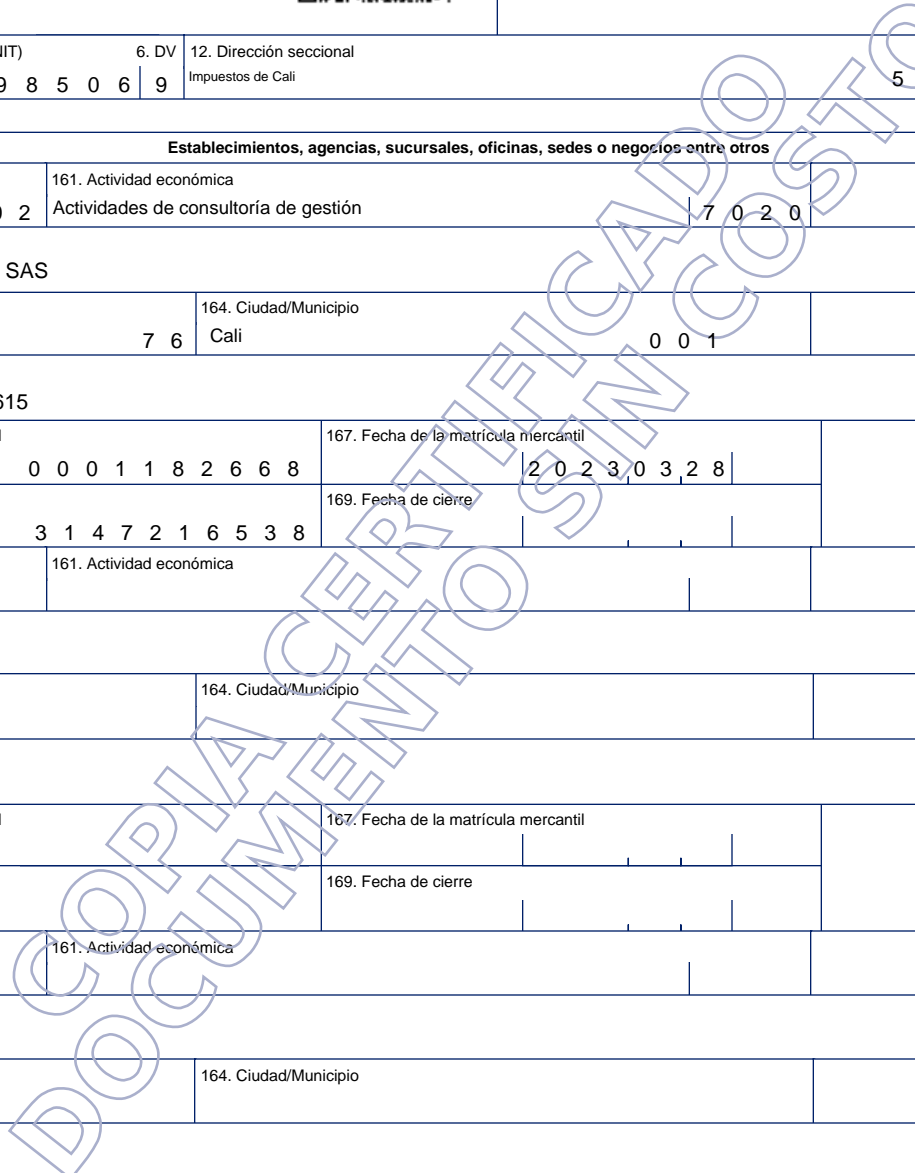 NIT) 6. DV 12. Dirección seccional
9 8 5 0 6 9 Impuestos de Cali 5
Establecimientos, agencias, sucursales, oficinas, sedes o negocios entre otros
161. Actividad económica
0 2 Actividades de consultoría de gestión 7 0 2 0
SAS
164. Ciudad/Municipio
7 6 Cali 0 0 1
615
167. Fecha de la matrícula mercantil
0 0 0 1 1 8 2 6 6 8 2 0 2 3 0 3 2 8
169. Fecha de cierre
3 1 4 7 2 1 6 5 3 8
161. Actividad económica
164. Ciudad/Municipio
167. Fecha de la matrícula mercantil
169. Fecha de cierre
161. Actividad económica
164. Ciudad/Municipio
COPIA CERTIFICADO
DOCUMENTO SIN COSTO